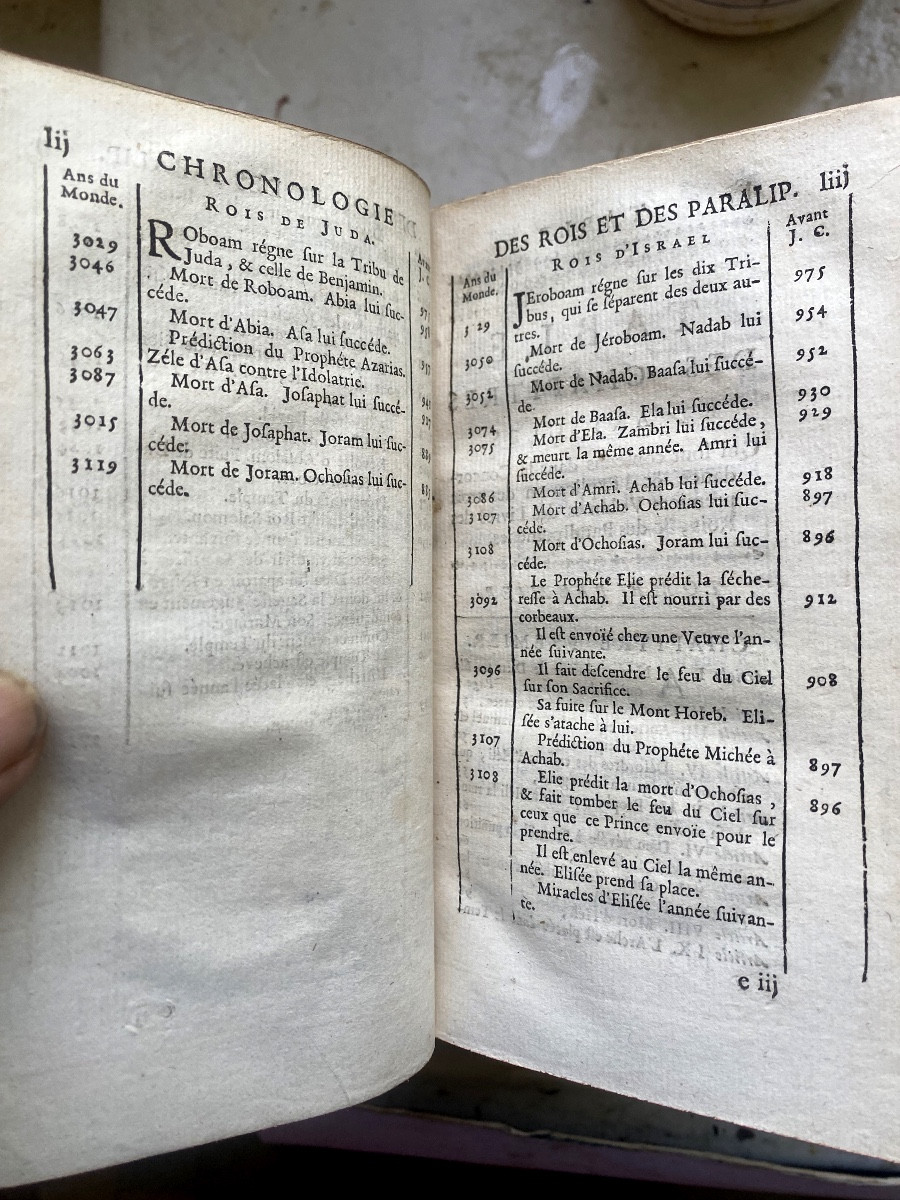 lij
CHRONOLOGIE
Ans du
Monde.
ROIS DE JUDA.
3029
ROboam régne ſur la Tribu de
Juda, & celle de Benjamin.
3046
Mort de Roboam. Abia lui ſuc-
céde.
3047
Mort d'Abia. Aſa lui ſuccéde.
Prédiction du Prophéte Azarias.
3063
Zéle d'Aſa contre l'Idolatrie.
3087
Mort d'Aſa. Joſaphat lui ſuccé-
de.
3015
Mort de Joſaphat. Joram lui ſuc-
céde.
3119
Mort de Joram. Ochoſias lui ſuc-
céde.
DES ROIS ET DES PARALIP. liij
Ans du
Monde.
ROIS D'ISRAEL
Avant
J. C.
3 29
JEroboam régne ſur les dix Tri-
975
bus, qui ſe ſéparent des deux au-
tres.
3050
Mort de Jéroboam. Nadab lui
954
ſuccéde.
3052
Mort de Nadab. Baaſa lui ſuccé-
952
de.
3074
Mort de Baaſa. Ela lui ſuccéde.
930
3075
Mort d'Ela. Zambri lui ſuccéde,
929
& meurt la même année. Amri lui
ſuccéde.
3086
Mort d'Amri. Achab lui ſuccéde.
918
3107
Mort d'Achab. Ochoſias lui ſuc-
897
céde.
3108
Mort d'Ochoſias. Joram lui ſuc-
896
céde.
Le Prophéte Elie prédit la ſéche-
3092
reſſe à Achab. Il eſt nourri par des
912
corbeaux.
Il eſt envoïé chez une Veuve l'an-
née ſuivante.
3096
Il fait deſcendre le feu du Ciel
908
ſur ſon Sacrifice.
Sa fuite ſur le Mont Horeb. Eli-
ſée s'atache à lui.
3107
Prédiction du Prophéte Michée à
897
Achab.
3108
Elie prédit la mort d'Ochoſias,
896
& fait tomber le feu du Ciel ſur
ceux que ce Prince envoïe pour le
prendre.
Il eſt enlevé au Ciel la même an-
née. Eliſée prend ſa place.
Miracles d'Eliſée l'année ſuivan-
te.
e iij